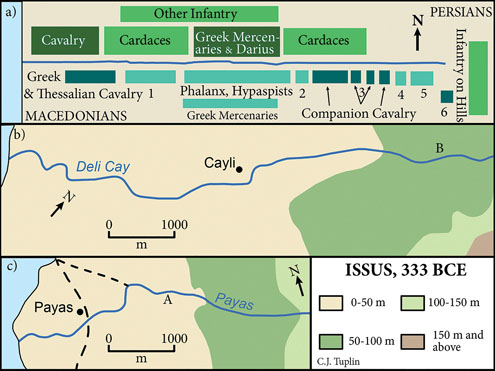 a)
Other Infantry
N
PERSIANS
Cavalry
Cardaces
Greek Mercen-
aries & Darius
Cardaces
Infantry on Hills
Greek
& Thessalian Cavalry
1
Phalanx, Hypaspists
2
3
4
5
6
MACEDONIANS
Greek Mercenaries
Companion Cavalry
b)
B
Deli Cay
Cayli
N
0
1000
m
c)
N
Payas
A
Payas
0
1000
m
ISSUS, 333 BCE
0-50 m
100-150 m
50-100 m
150 m and
above
C.J. Tuplin